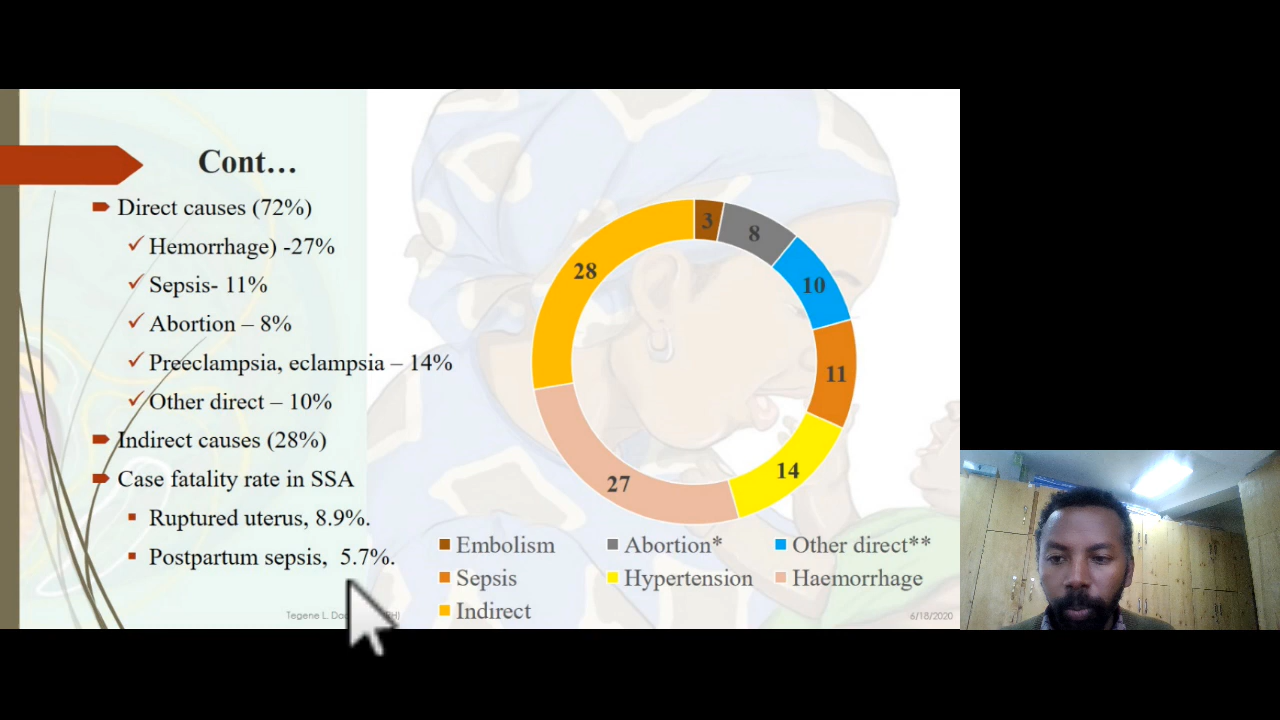 Cont…
Direct causes (72%)
Hemorrhage) -27%
Sepsis- 11%
Abortion – 8%
Preeclampsia, eclampsia – 14%
Other direct – 10%
Indirect causes (28%)
Case fatality rate in SSA
Ruptured uterus, 8.9%.
Postpartum sepsis, 5.7%.
3
8
10
11
14
27
28
Embolism
Abortion*
Other direct**
Sepsis
Hypertension
Haemorrhage
Indirect
Tegene L.
6/18/2020